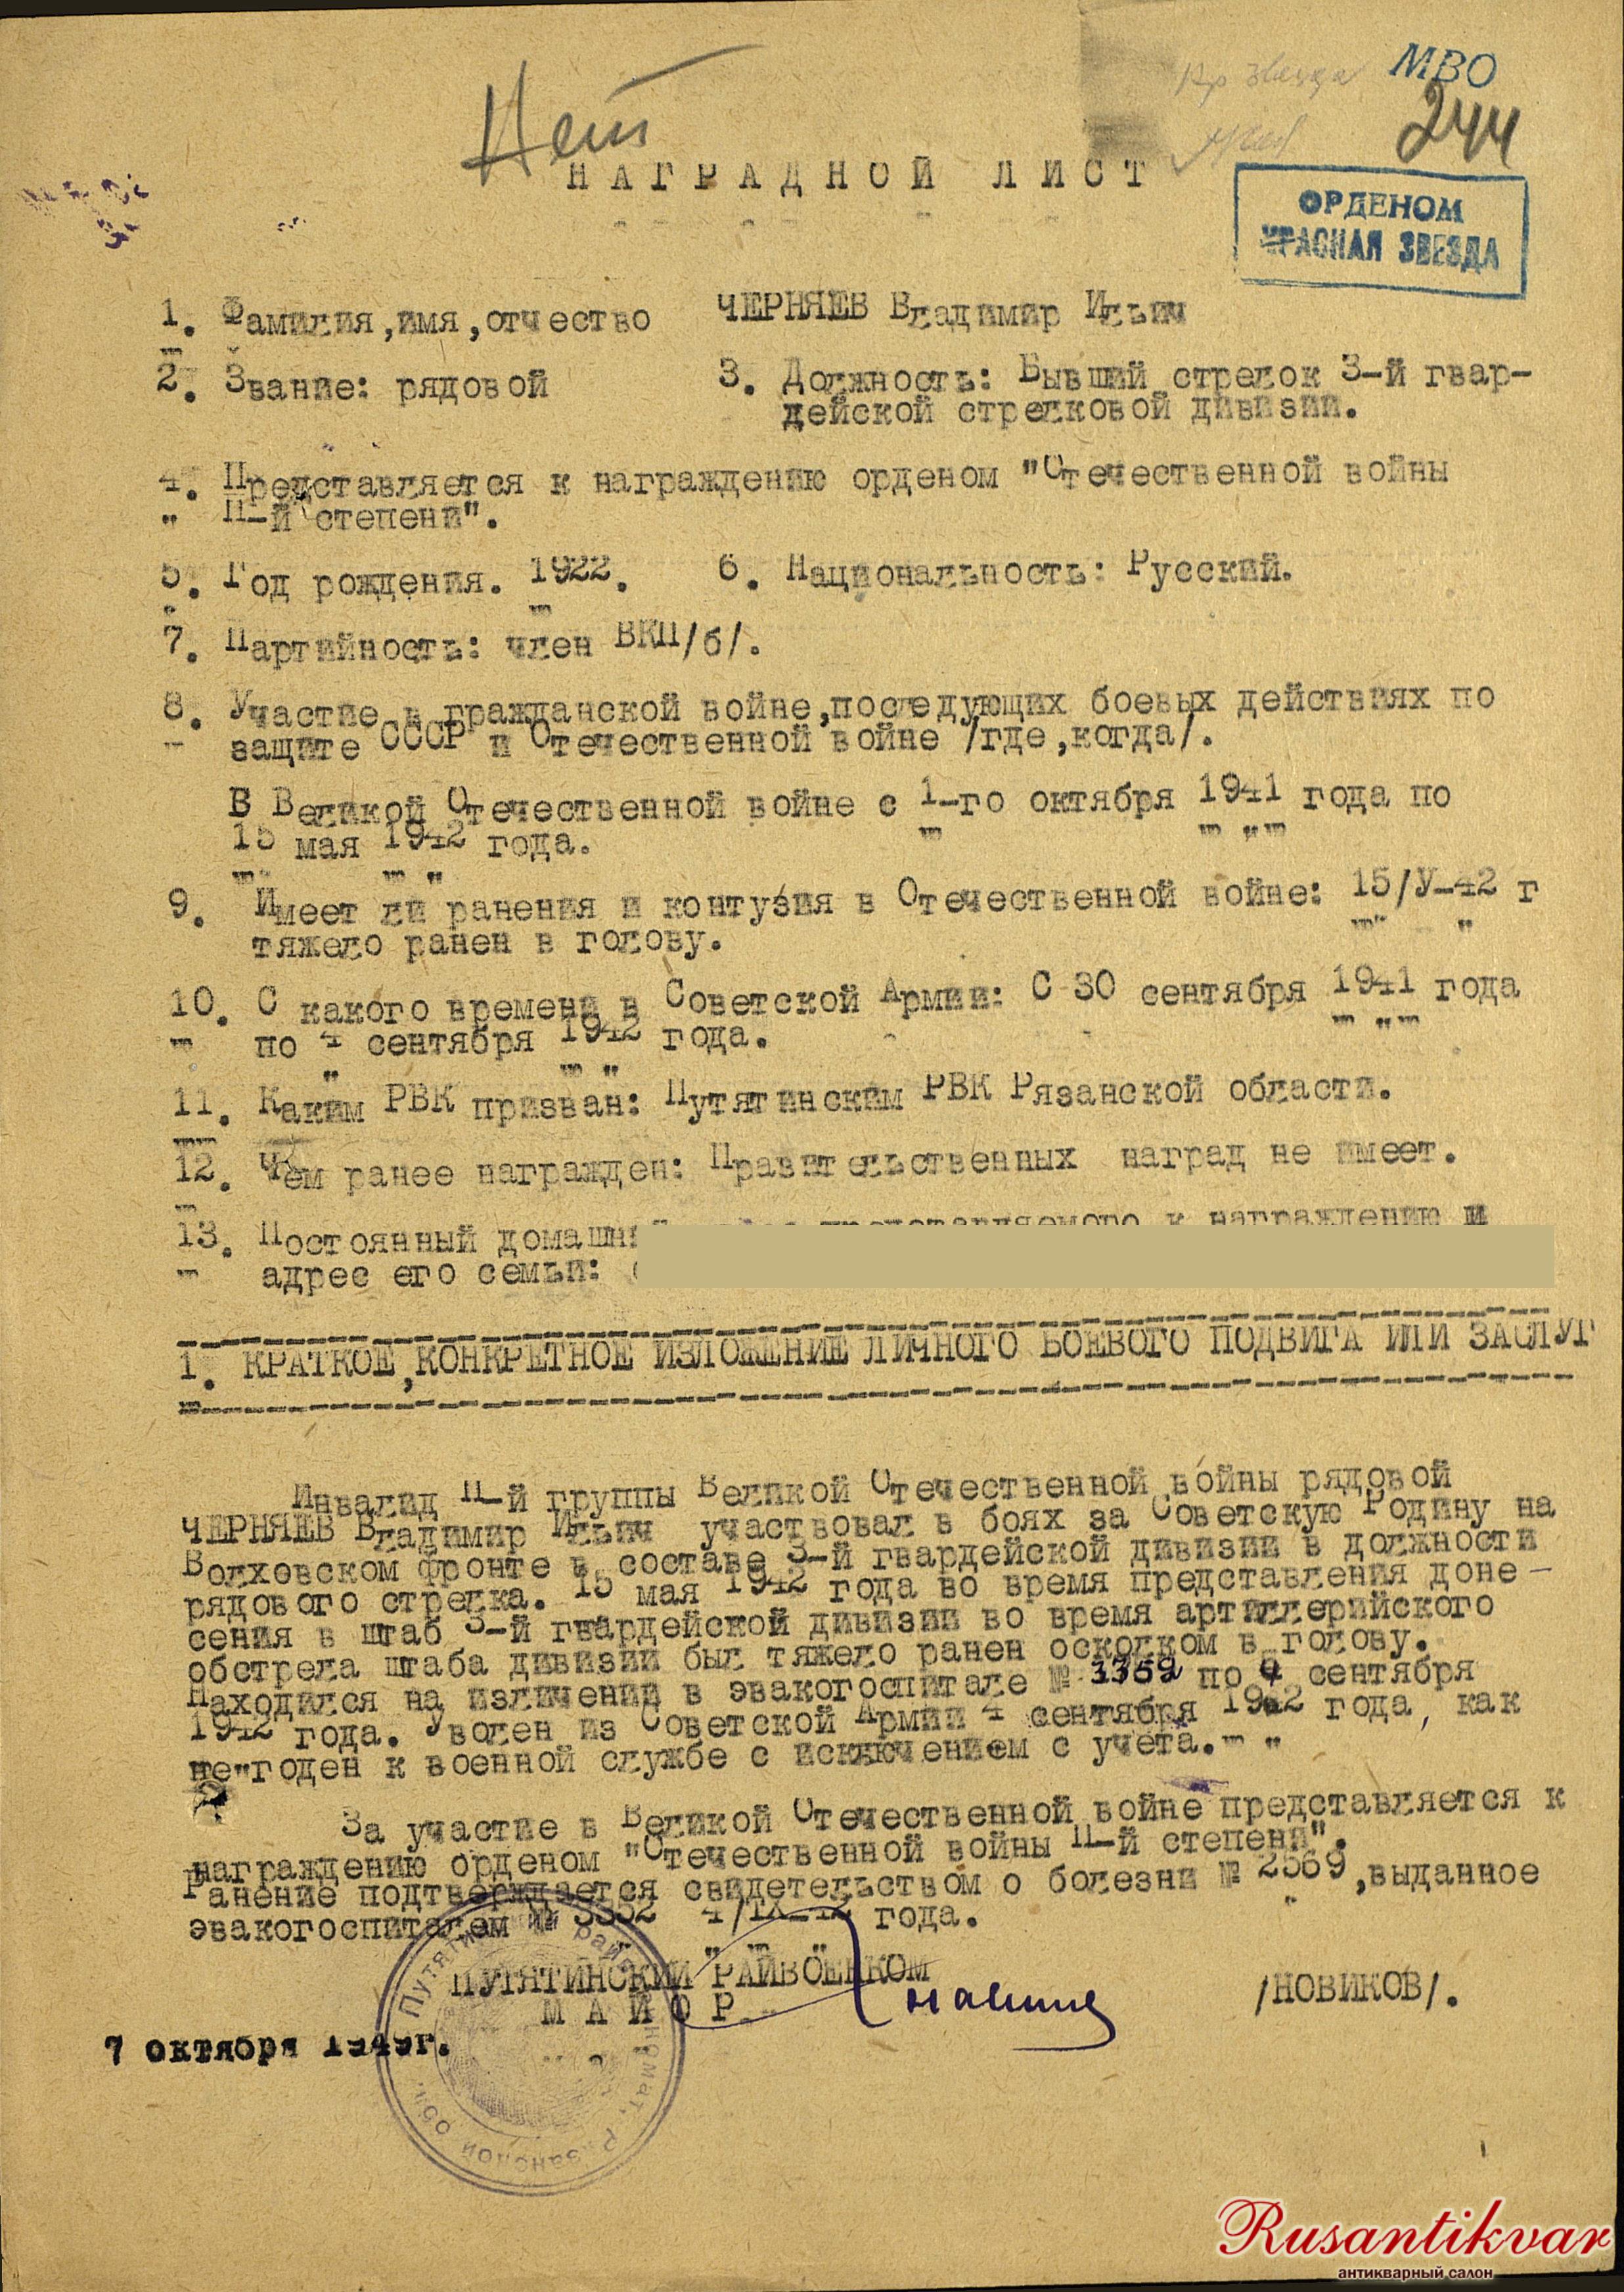 Кр Звезда МВО
Нет
244
НАГРАДНОЙ ЛИСТ
ОРДЕНОМ
КРАСНАЯ ЗВЕЗДА
1. Фамилия,имя,отчество ЧЕРНЯЕВ Владимир Ильич
2. Звание: рядовой 3. Должность: Бывший стрелок 3-й гвар-
дейской стрелковой дивизии.
4. Представляется к награждению орденом "Отечественной войны
" П-й степени".
5. Год рождения. 1922. 6. Национальность: Русский.
7. Партийность: член ВКП/б/.
8. Участие в гражданской войне,последующих боевых действиях по
защите СССР и Отечественной войне /где,когда/.
В Великой Отечественной войне с 1-го октября 1941 года по
15 мая 1942 года.
9. Имеет ли ранения и контузия в Отечественной войне: 15/У-42 г
тяжело ранен в голову.
10. С какого времени в Советской Армии: С 30 сентября 1941 года
по 4 сентября 1942 года.
11. Каким РВК призван: Путятинским РВК Рязанской области.
12. Чем ранее награжден: Правительственных наград не имеет.
13. Постоянный домашн к награждению и
адрес его семьи:
1. КРАТКОЕ,КОНКРЕТНОЕ ИЗЛОЖЕНИЕ ЛИЧНОГО БОЕВОГО ПОДВИГА ИЛИ ЗАСЛУГ
Инвалид П-й группы Великой Отечественной войны рядовой
ЧЕРНЯЕВ Владимир Ильич участвовал в боях за Советскую Родину на
Волховском фронте в составе 3-й гвардейской дивизии в должности
рядового стрелка. 15 мая 1942 года во время представления доне-
сения в штаб 3-й гвардейской дивизии во время артиллерийского
обстрела штаба дивизии был тяжело ранен осколком в голову.
Находился на изличении в эвакогоспитале № 3359 по 4 сентября
1942 года. Уволен из Советской Армии 4 сентября 1942 года, как
не"годен к военной службе с исключением с учета.
За участие в Великой Отечественной войне представляется к
награждению орденом "Отечественной войны П-й степени".
Ранение подтверждается свидетельством о болезни № 2569,выданное
эвакогоспиталем № 3352 4/IX-42 года.
ПУТЯТИНСКИЙ РАЙВОЕНКОМ
МАЙОР /НОВИКОВ/.
7 октября 1949г.
Rusantikvar
антикварный салон